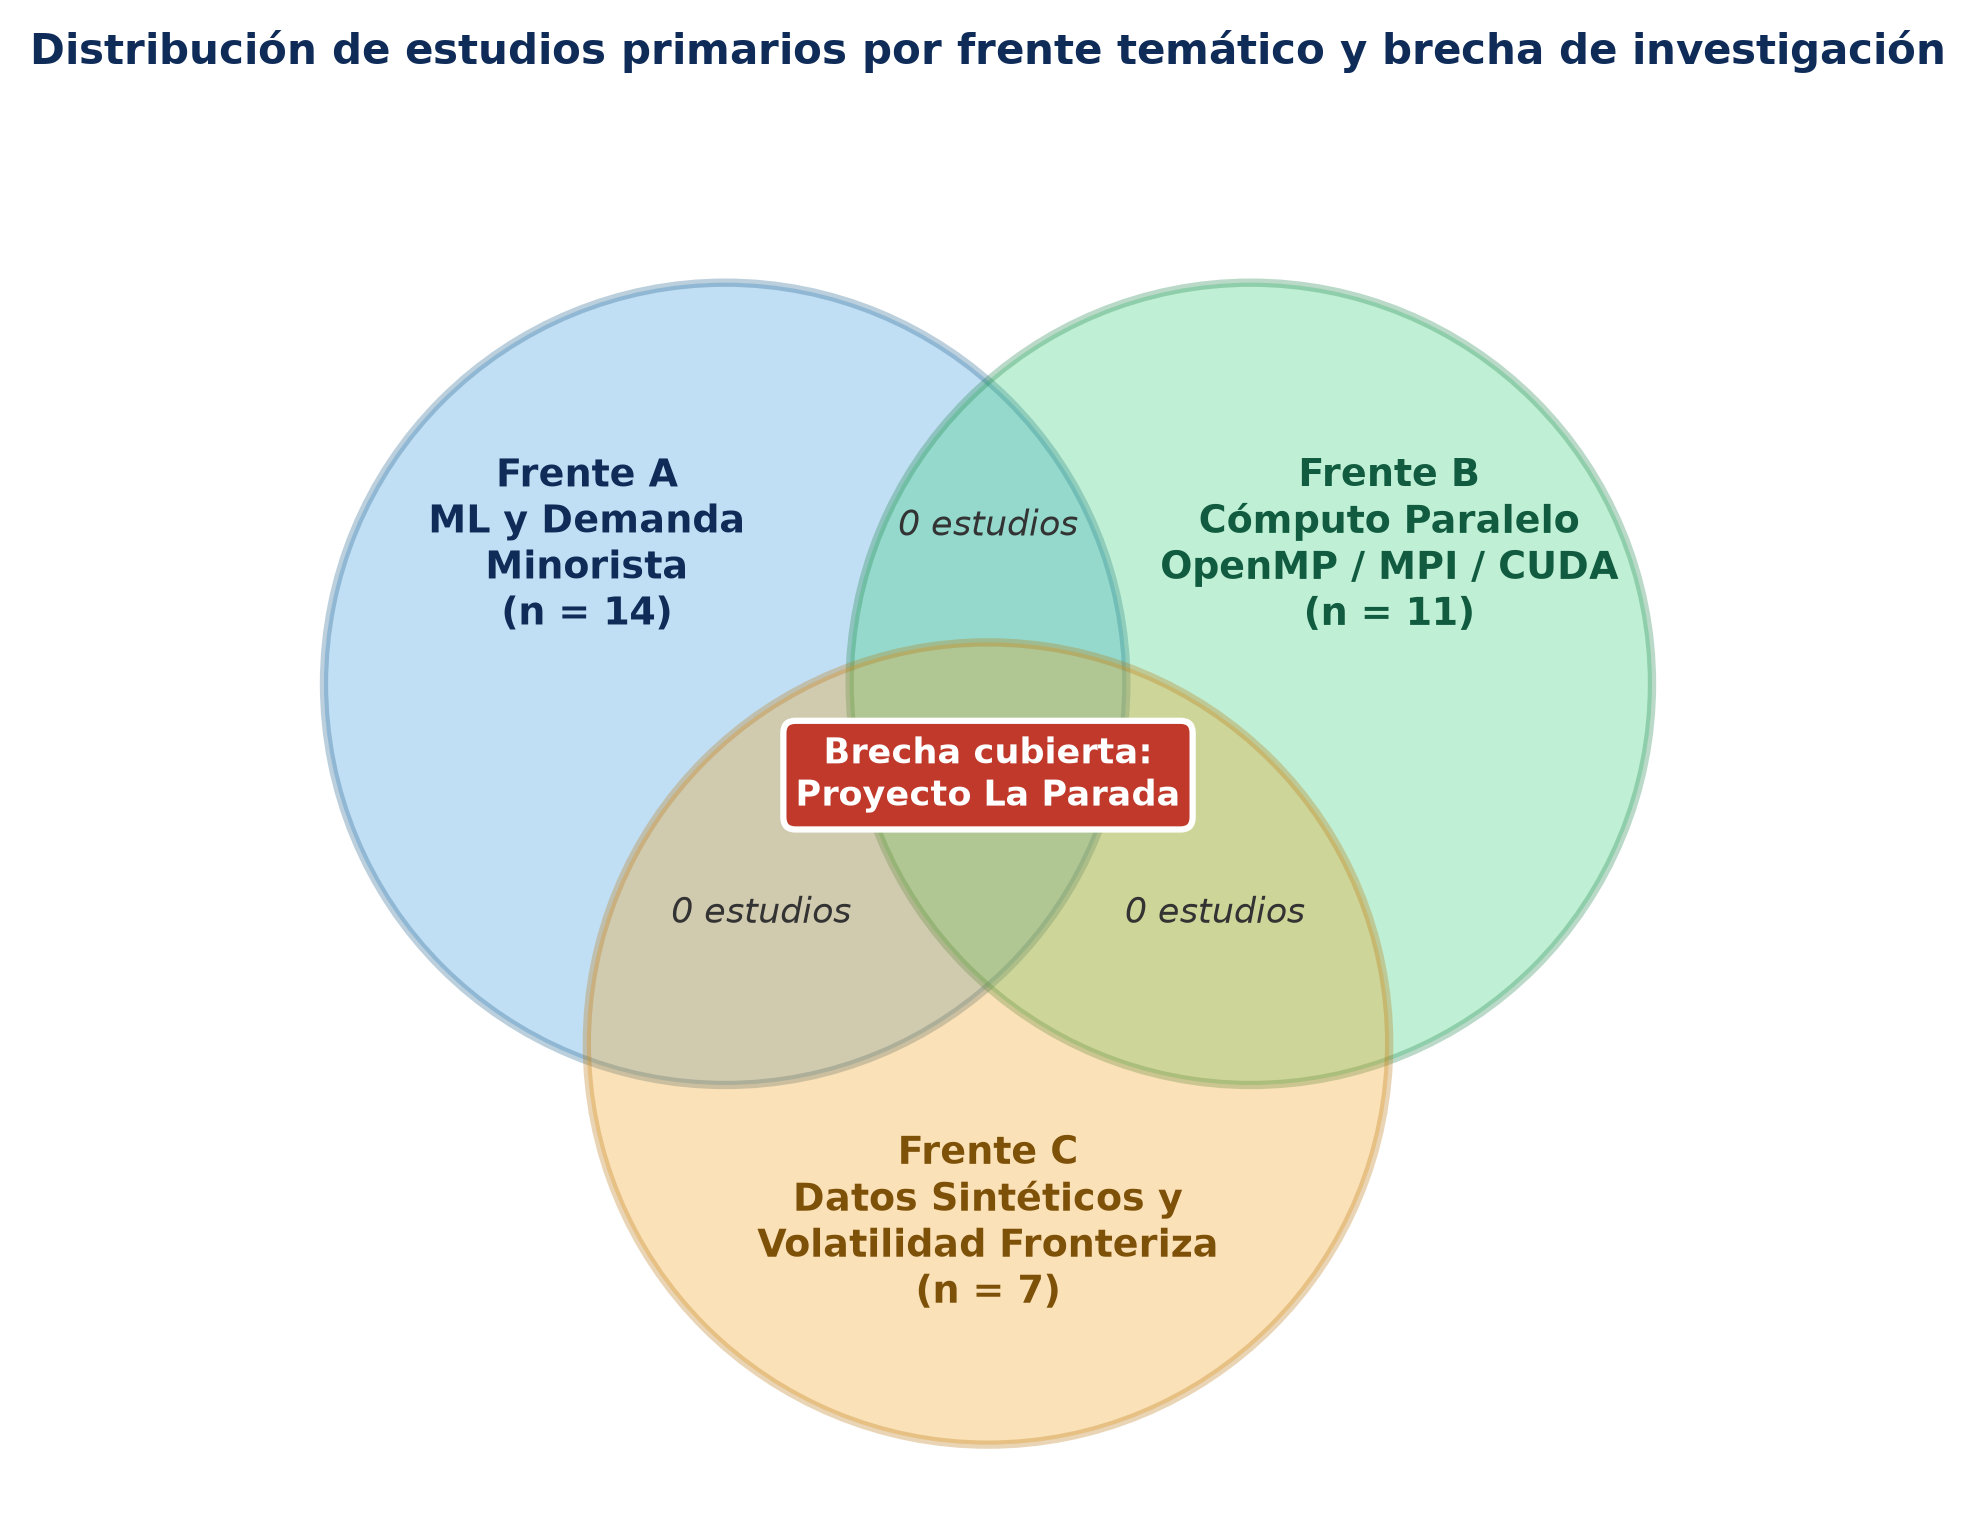 Distribución de estudios primarios por frente temático y brecha de investigación
Frente A
ML y Demanda
Minorista
(n = 14)
0 estudios
Frente B
Cómputo Paralelo
OpenMP / MPI / CUDA
(n = 11)
Brecha cubierta:
Proyecto La Parada
0 estudios
0 estudios
Frente C
Datos Sintéticos y
Volatilidad Fronteriza
(n = 7)